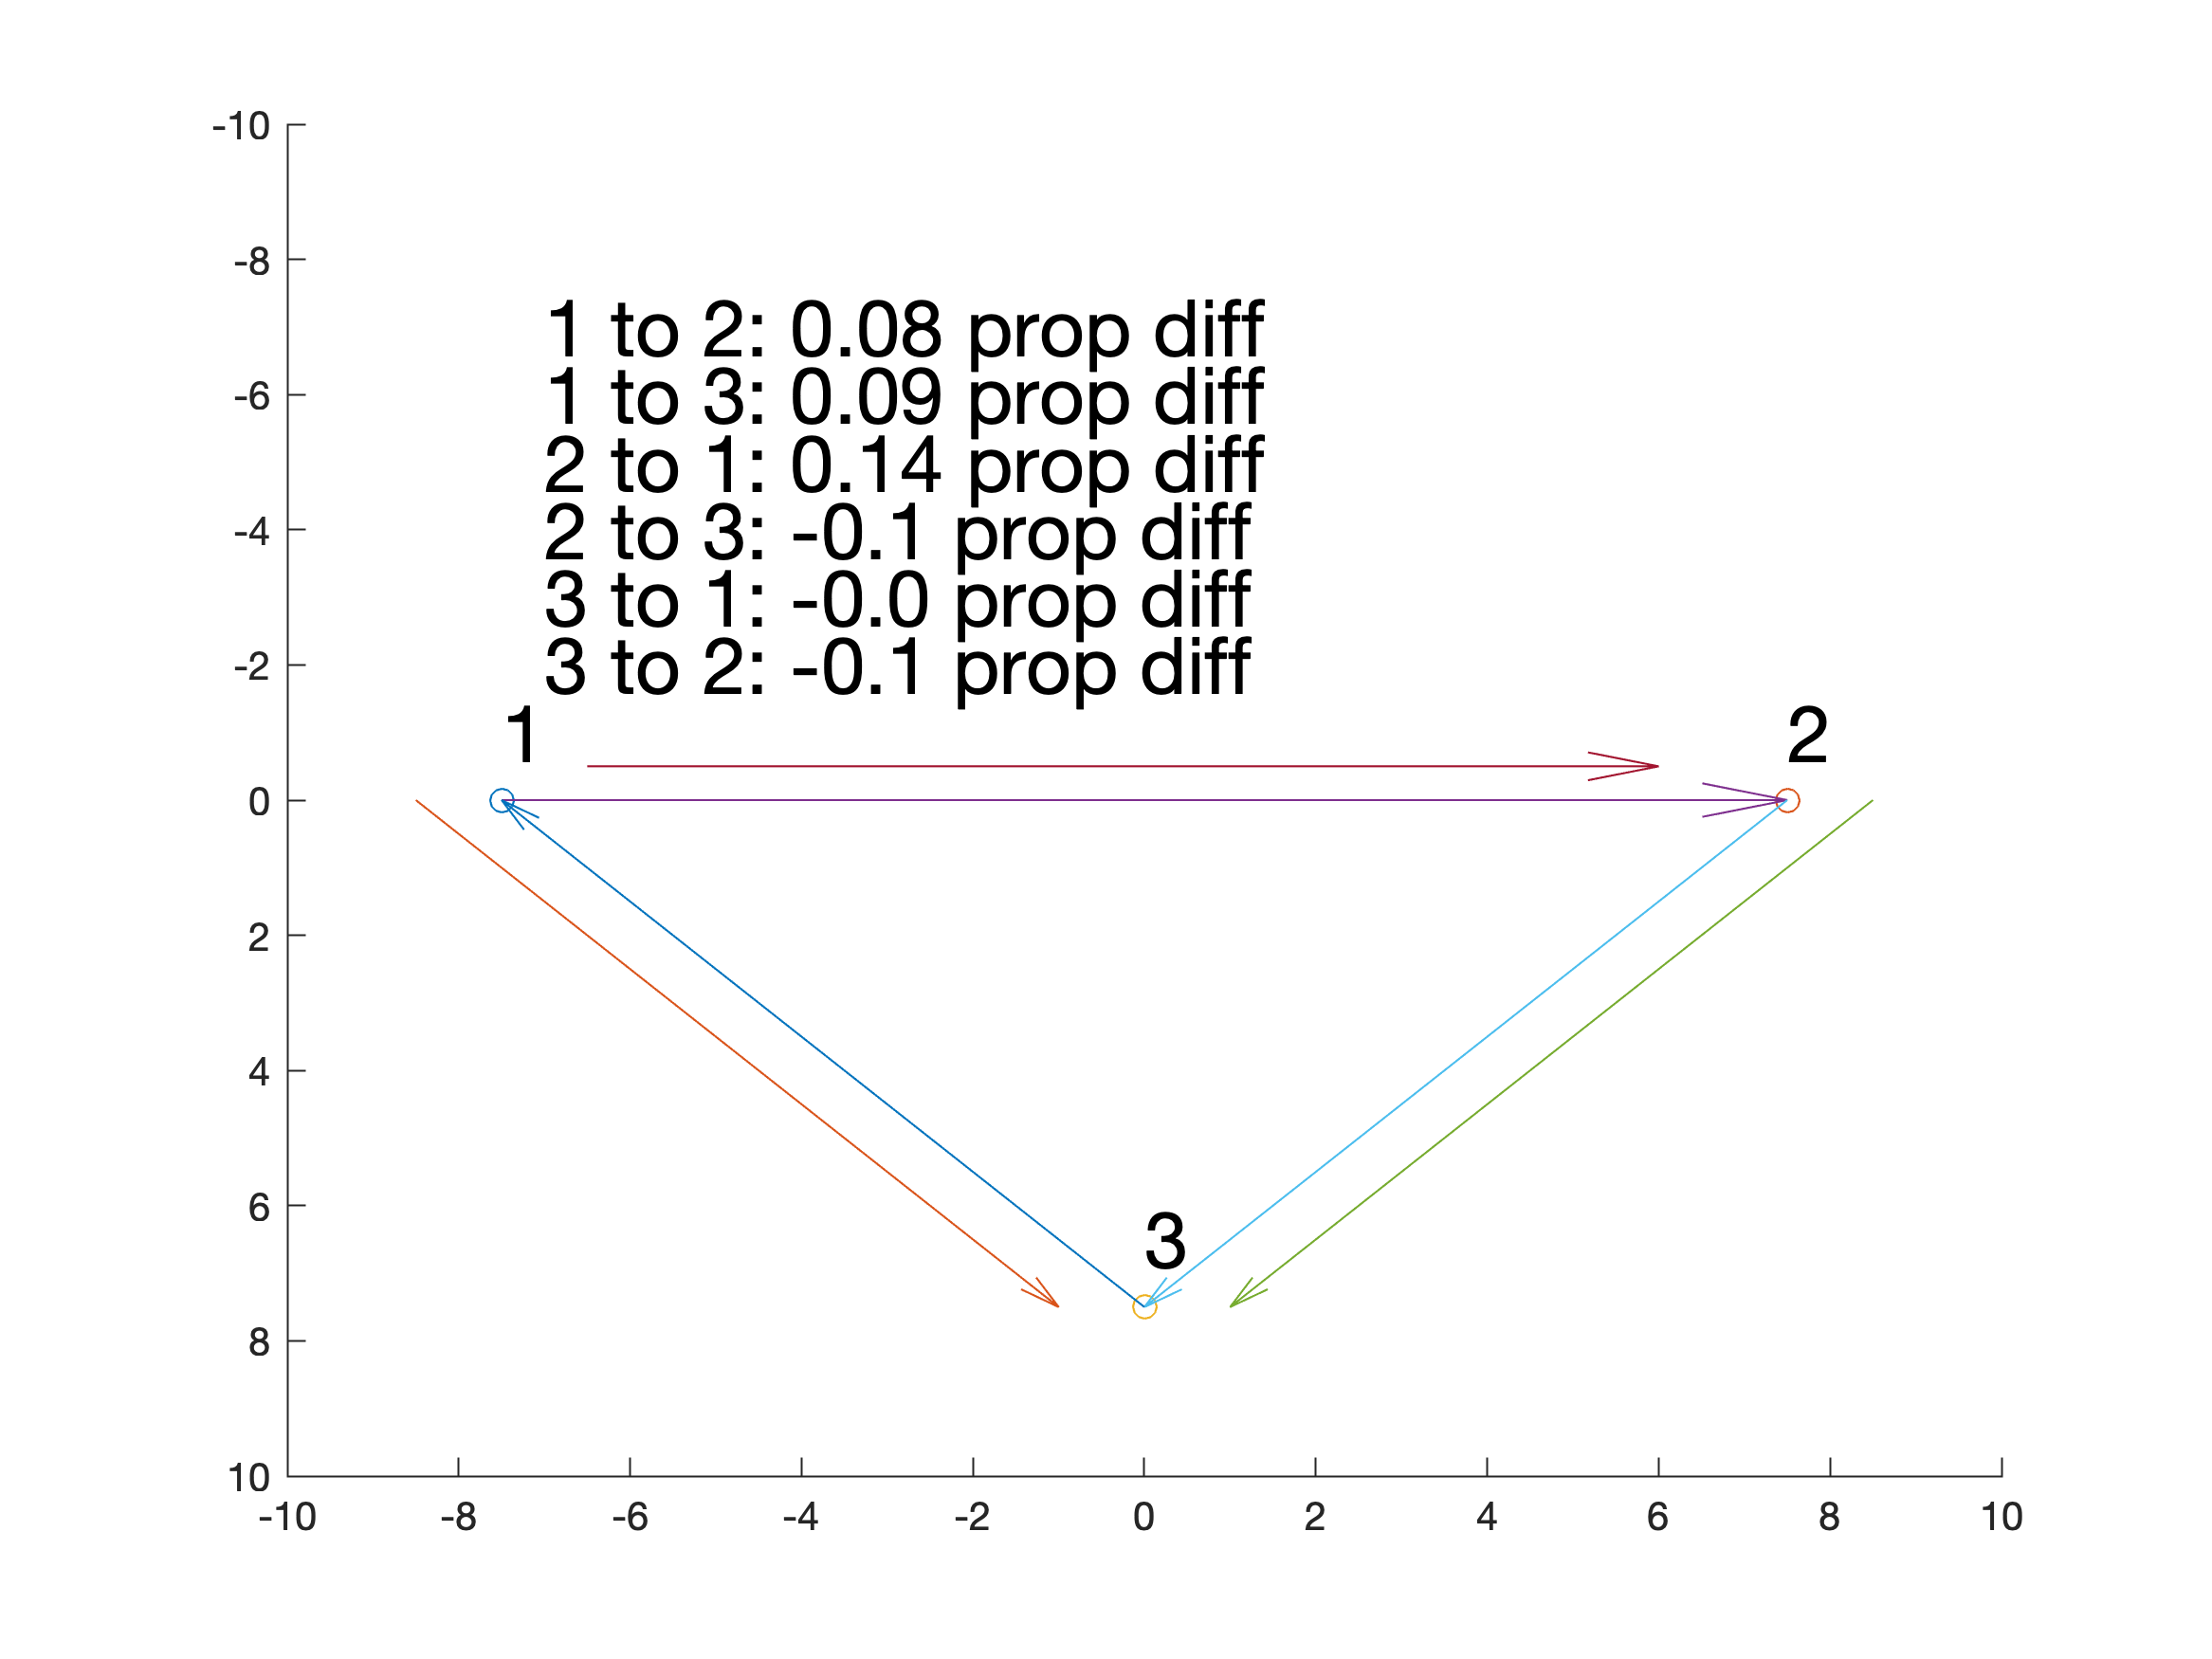 -10
-8
1 to 2: 0.08 prop diff
-6
1 to 3: 0.09 prop diff
2 to 1: 0.14 prop diff
-4
2 to 3: -0.1 prop diff
3 to 1: -0.0 prop diff
-2
3 to 2: -0.1 prop diff
1
2
0
2
4
6
3
8
10
-10 -8 -6 -4 -2 0 2 4 6 8 10